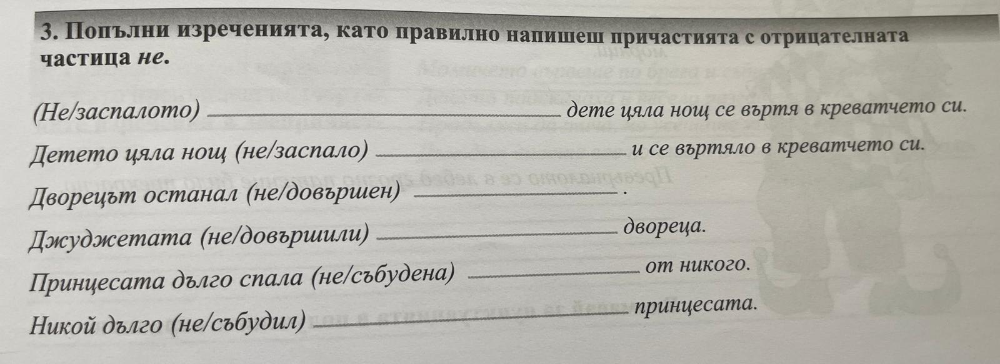 3. Попълни изреченията, като правилно напишеш причастията с отрицателната
частица не.
(Не/заспалото) дете цяла нощ се въртя в креватчето си.
Детето цяла нощ (не/заспало) и се въртяло в креватчето си.
Дворецът останал (не/довършен) .
Джуджетата (не/довършили) двореца.
Принцесата дълго спала (не/събудена) от никого.
Никой дълго (не/събудил) принцесата.